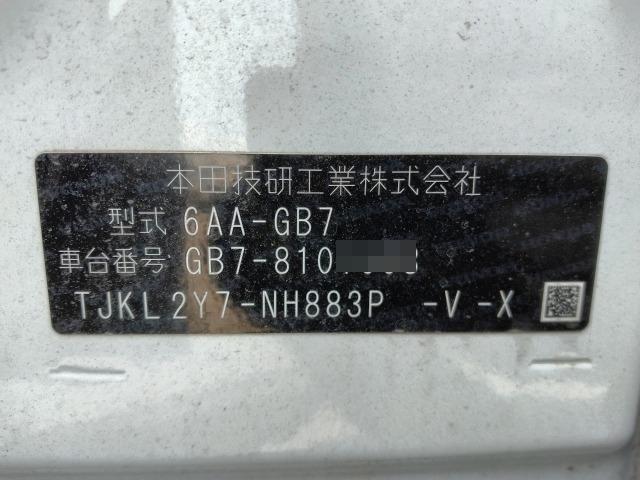 本田技研工業株式会社
型式 6AA-GB7
車台番号 GB7-810
TJKL2Y7-NH883P -V -X